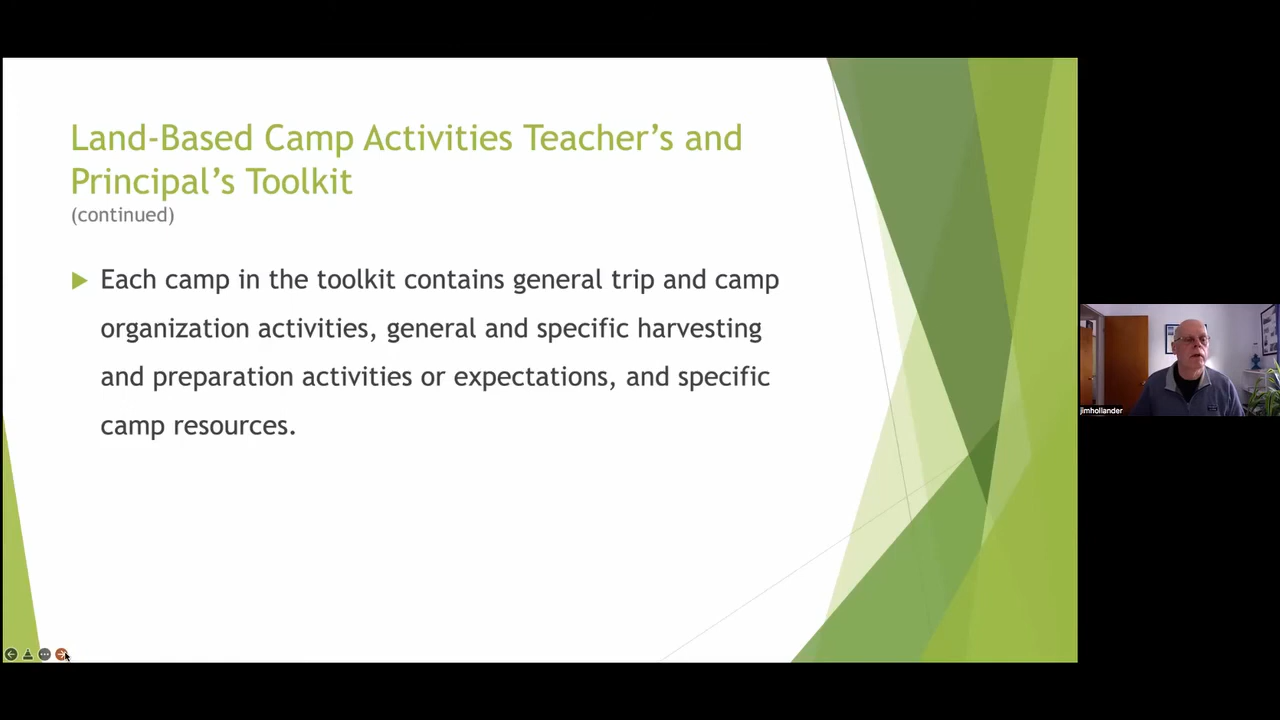 Land-Based Camp Activities Teacher’s and
Principal’s Toolkit
(continued)
Each camp in the toolkit contains general trip and camp
organization activities, general and specific harvesting
and preparation activities or expectations, and specific
camp resources.
jimhollander